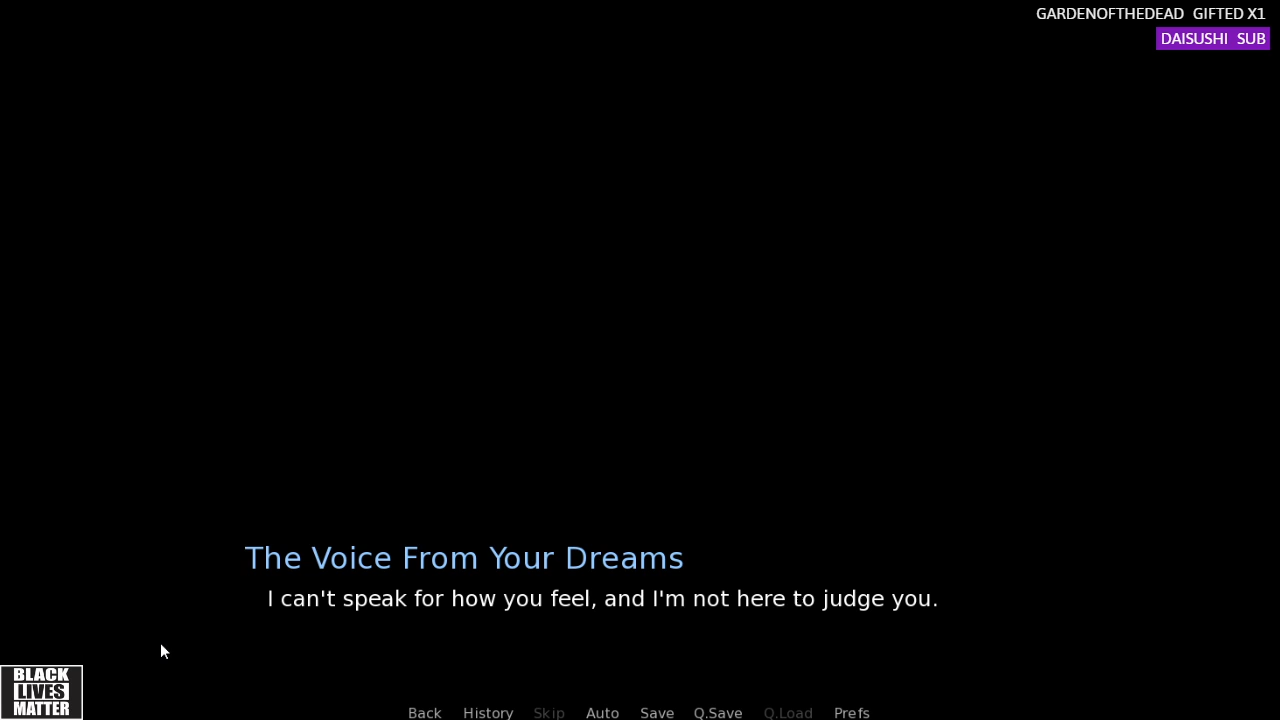 GARDENOFTHEDEAD GIFTED X1
DAISUSHI SUB
The Voice From Your Dreams
I can't speak for how you feel, and I'm not here to judge you.
BLACK
LIVES
MATTER
Back History Skip Auto Save Q.Save Q.Load Prefs